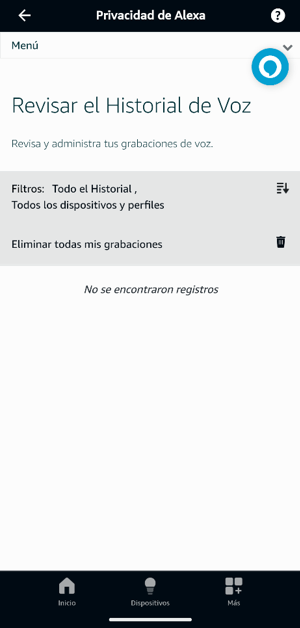 Privacidad de Alexa
?
Menú
Revisar el Historial de Voz
Revisa y administra tus grabaciones de voz.
Filtros: Todo el Historial ,
Todos los dispositivos y perfiles
Eliminar todas mis grabaciones
No se encontraron registros
Inicio Dispositivos Más